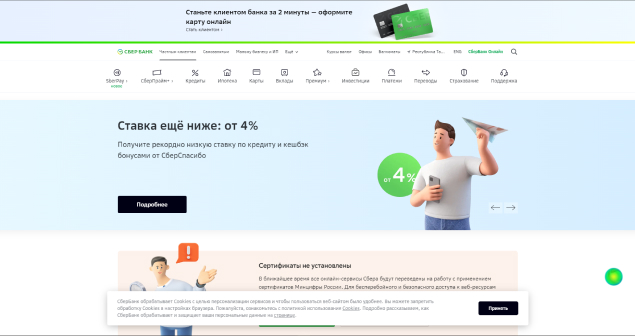 Станьте клиентом банка за 2 минуты — оформите
карту онлайн
Стать клиентом ›
СБЕР БАНК
Частным клиентам
Самозанятым
Малому бизнесу и ИП
Ещё
Курсы валют
Офисы
Банкоматы
Республика Та...
ENG
СберБанк Онлайн
SberPay ›
новое
СберПрайм+ ›
Кредиты
Ипотека
Карты
Вклады
Премиум ›
Инвестиции
Платежи
Переводы
Страхование
Поддержка
Ставка ещё ниже: от 4%
Получите рекордно низкую ставку по кредиту и кешбэк
бонусами от СберСпасибо
от 4%
Подробнее
Сертификаты не установлены
В ближайшее время все онлайн-сервисы Сбера будут переведены на работу с применением
сертификатов Минцифры России. Для бесперебойного и безопасного доступа к веб-ресурсам
СберБанк обрабатывает Cookies с целью персонализации сервисов и чтобы пользоваться веб-сайтом было удобнее. Вы можете запретить
обработку Cookies в настройках браузера. Пожалуйста, ознакомьтесь с политикой использования Cookies. Подробно рассказываем, как
СберБанк обрабатывает и защищает ваши персональные данные на странице.
Принять